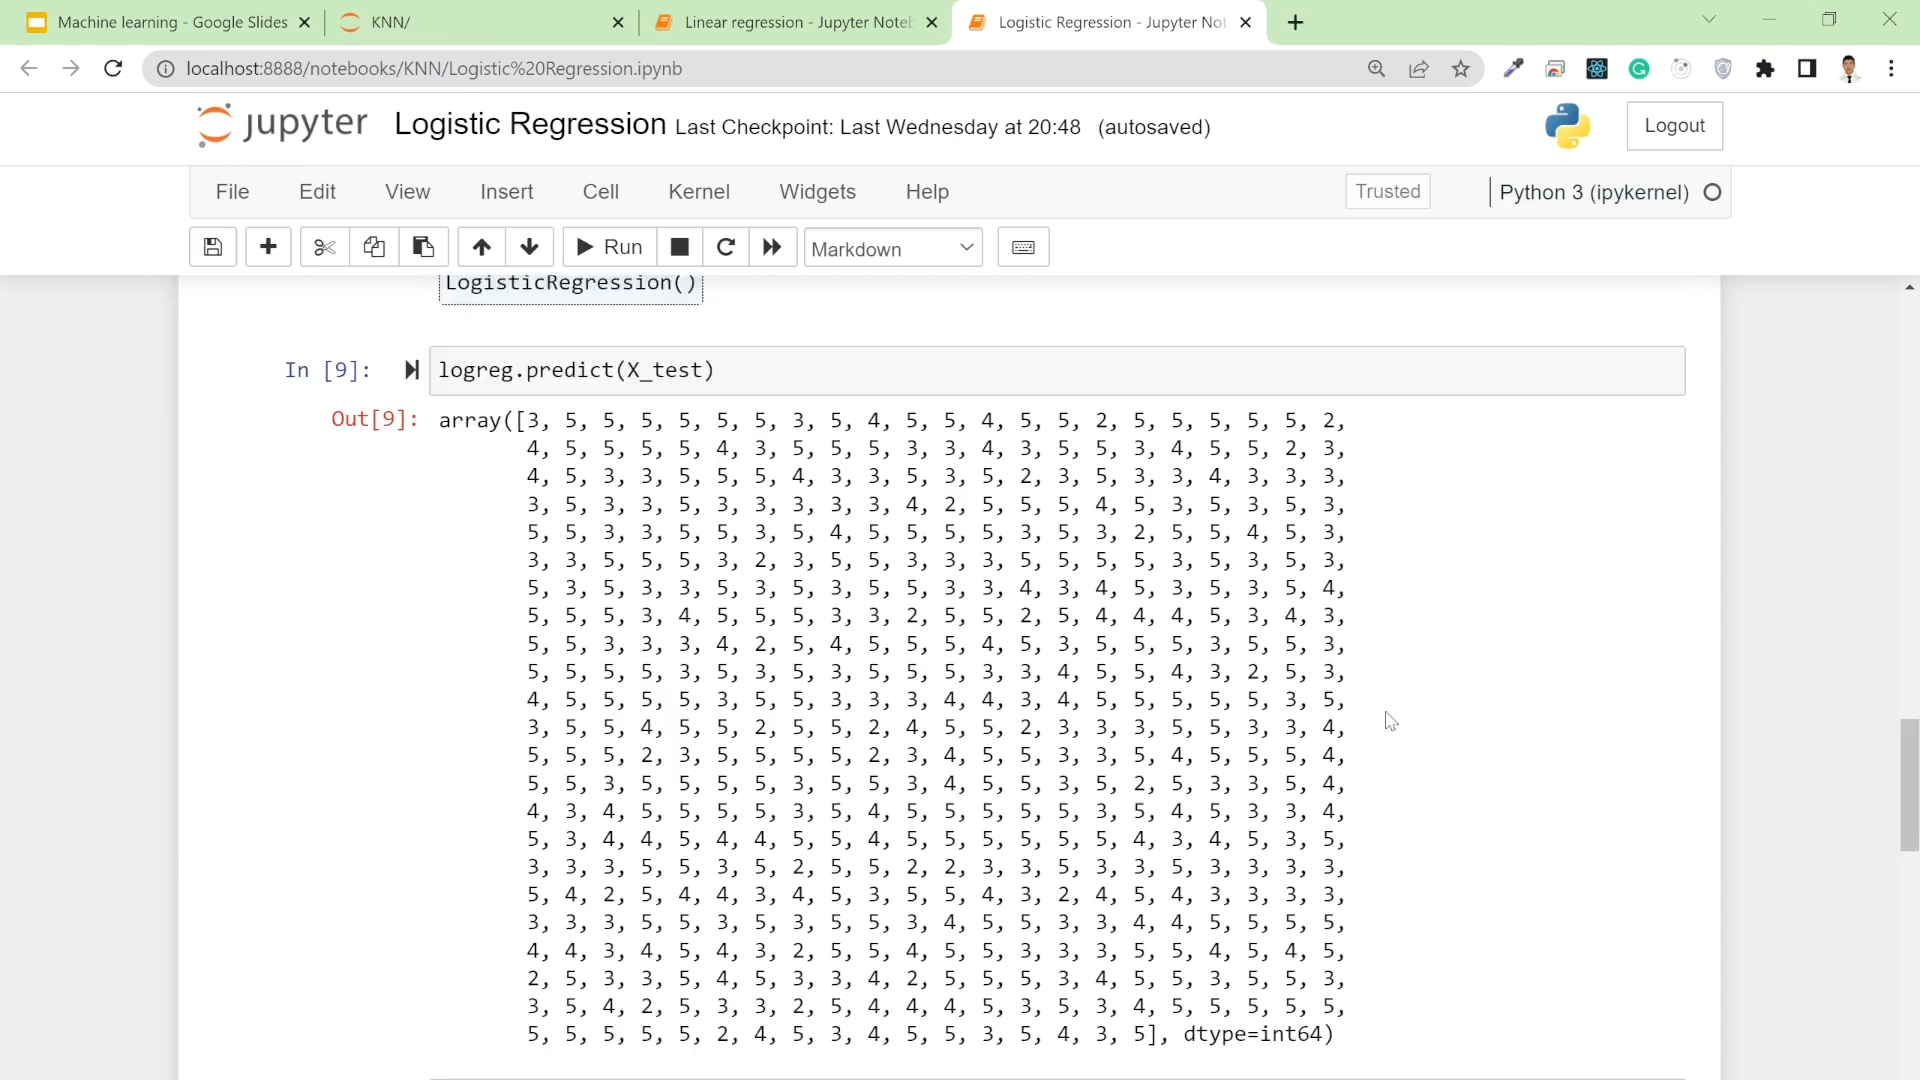 Machine learning - Google Slides
KNN/
Linear regression - Jupyter Noteb
Logistic Regression - Jupyter Not
localhost:8888/notebooks/KNN/Logistic%20Regression.ipynb
jupyter Logistic Regression Last Checkpoint: Last Wednesday at 20:48 (autosaved)
Logout
File Edit View Insert Cell Kernel Widgets Help
Trusted
Python 3 (ipykernel)
Run
Markdown
LogisticRegression()
In [9]: logreg.predict(X_test)
Out[9]: array([3, 5, 5, 5, 5, 5, 5, 3, 5, 4, 5, 5, 4, 5, 5, 2, 5, 5, 5, 5, 5, 2,
4, 5, 5, 5, 5, 4, 3, 5, 5, 5, 3, 3, 4, 3, 5, 5, 3, 4, 5, 5, 2, 3,
4, 5, 3, 3, 5, 5, 5, 4, 3, 3, 5, 3, 5, 2, 3, 5, 3, 3, 4, 3, 3, 3,
3, 5, 3, 3, 5, 3, 3, 3, 3, 3, 4, 2, 5, 5, 5, 4, 5, 3, 5, 3, 5, 3,
5, 5, 3, 3, 5, 5, 3, 5, 4, 5, 5, 5, 5, 3, 5, 3, 2, 5, 5, 4, 5, 3,
3, 3, 5, 5, 5, 3, 2, 3, 5, 5, 3, 3, 3, 5, 5, 5, 5, 3, 5, 3, 5, 3,
5, 3, 5, 3, 3, 5, 3, 5, 3, 5, 5, 3, 3, 4, 3, 4, 5, 3, 5, 3, 5, 4,
5, 5, 5, 3, 4, 5, 5, 5, 3, 3, 2, 5, 5, 2, 5, 4, 4, 4, 5, 3, 4, 3,
5, 5, 3, 3, 3, 4, 2, 5, 4, 5, 5, 5, 4, 5, 3, 5, 5, 5, 3, 5, 5, 3,
5, 5, 5, 5, 3, 5, 3, 5, 3, 5, 5, 5, 3, 3, 4, 5, 5, 4, 3, 2, 5, 3,
4, 5, 5, 5, 5, 3, 5, 5, 3, 3, 3, 4, 4, 3, 4, 5, 5, 5, 5, 5, 3, 5,
3, 5, 5, 4, 5, 5, 2, 5, 5, 2, 4, 5, 5, 2, 3, 3, 3, 5, 5, 3, 3, 4,
5, 5, 5, 2, 3, 5, 5, 5, 5, 2, 3, 4, 5, 5, 3, 3, 5, 4, 5, 5, 5, 4,
5, 5, 3, 5, 5, 5, 5, 3, 5, 5, 3, 4, 5, 5, 3, 5, 2, 5, 3, 3, 5, 4,
4, 3, 4, 5, 5, 5, 5, 3, 5, 4, 5, 5, 5, 5, 5, 3, 5, 4, 5, 3, 3, 4,
5, 3, 4, 4, 5, 4, 4, 5, 5, 4, 5, 5, 5, 5, 5, 5, 4, 3, 4, 5, 3, 5,
3, 3, 3, 5, 5, 3, 5, 2, 5, 5, 2, 2, 3, 3, 5, 3, 3, 5, 3, 3, 3, 3,
5, 4, 2, 5, 4, 4, 3, 4, 5, 3, 5, 5, 4, 3, 2, 4, 5, 4, 3, 3, 3, 3,
3, 3, 3, 5, 5, 3, 5, 3, 5, 5, 3, 4, 5, 5, 3, 3, 4, 4, 5, 5, 5, 5,
4, 4, 3, 4, 5, 4, 3, 2, 5, 5, 4, 5, 5, 3, 3, 3, 5, 5, 4, 5, 4, 5,
2, 5, 3, 3, 5, 4, 5, 3, 3, 4, 2, 5, 5, 5, 3, 4, 5, 5, 3, 5, 5, 3,
3, 5, 4, 2, 5, 3, 3, 2, 5, 4, 4, 4, 5, 3, 5, 3, 4, 5, 5, 5, 5, 5,
5, 5, 5, 5, 5, 2, 4, 5, 3, 4, 5, 5, 3, 5, 4, 3, 5], dtype=int64)